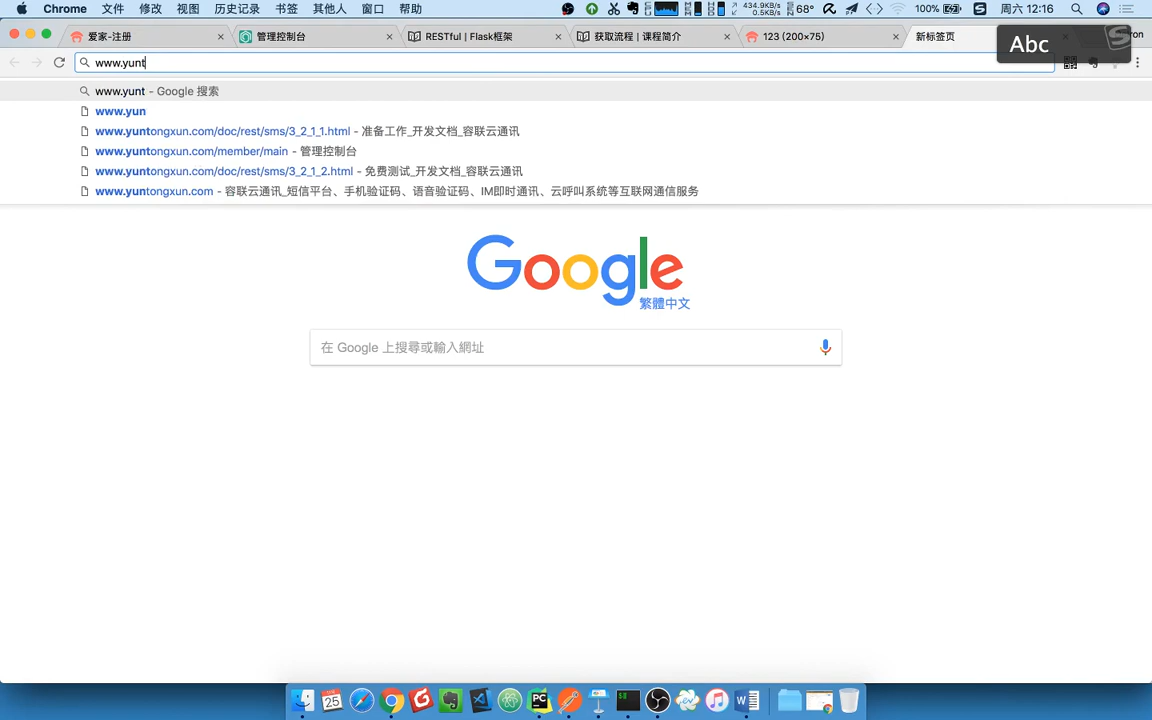 Chrome 文件 修改 视图 历史记录 书签 其他人 窗口 帮助 434.9KB/s 0.5KB/s 68° 100% 周六 12:16
爱家-注册 管理控制台 RESTful | Flask框架 获取流程 | 课程简介 123 (200×75) 新标签页
Abc
www.yunt
www.yunt - Google 搜索
www.yun
www.yuntongxun.com/doc/rest/sms/3_2_1_1.html - 准备工作_开发文档_容联云通讯
www.yuntongxun.com/member/main - 管理控制台
www.yuntongxun.com/doc/rest/sms/3_2_1_2.html - 免费测试_开发文档_容联云通讯
www.yuntongxun.com - 容联云通讯_短信平台、手机验证码、语音验证码、IM即时通讯、云呼叫系统等互联网通信服务
Google
繁體中文
在 Google 上搜尋或輸入網址
25
PC